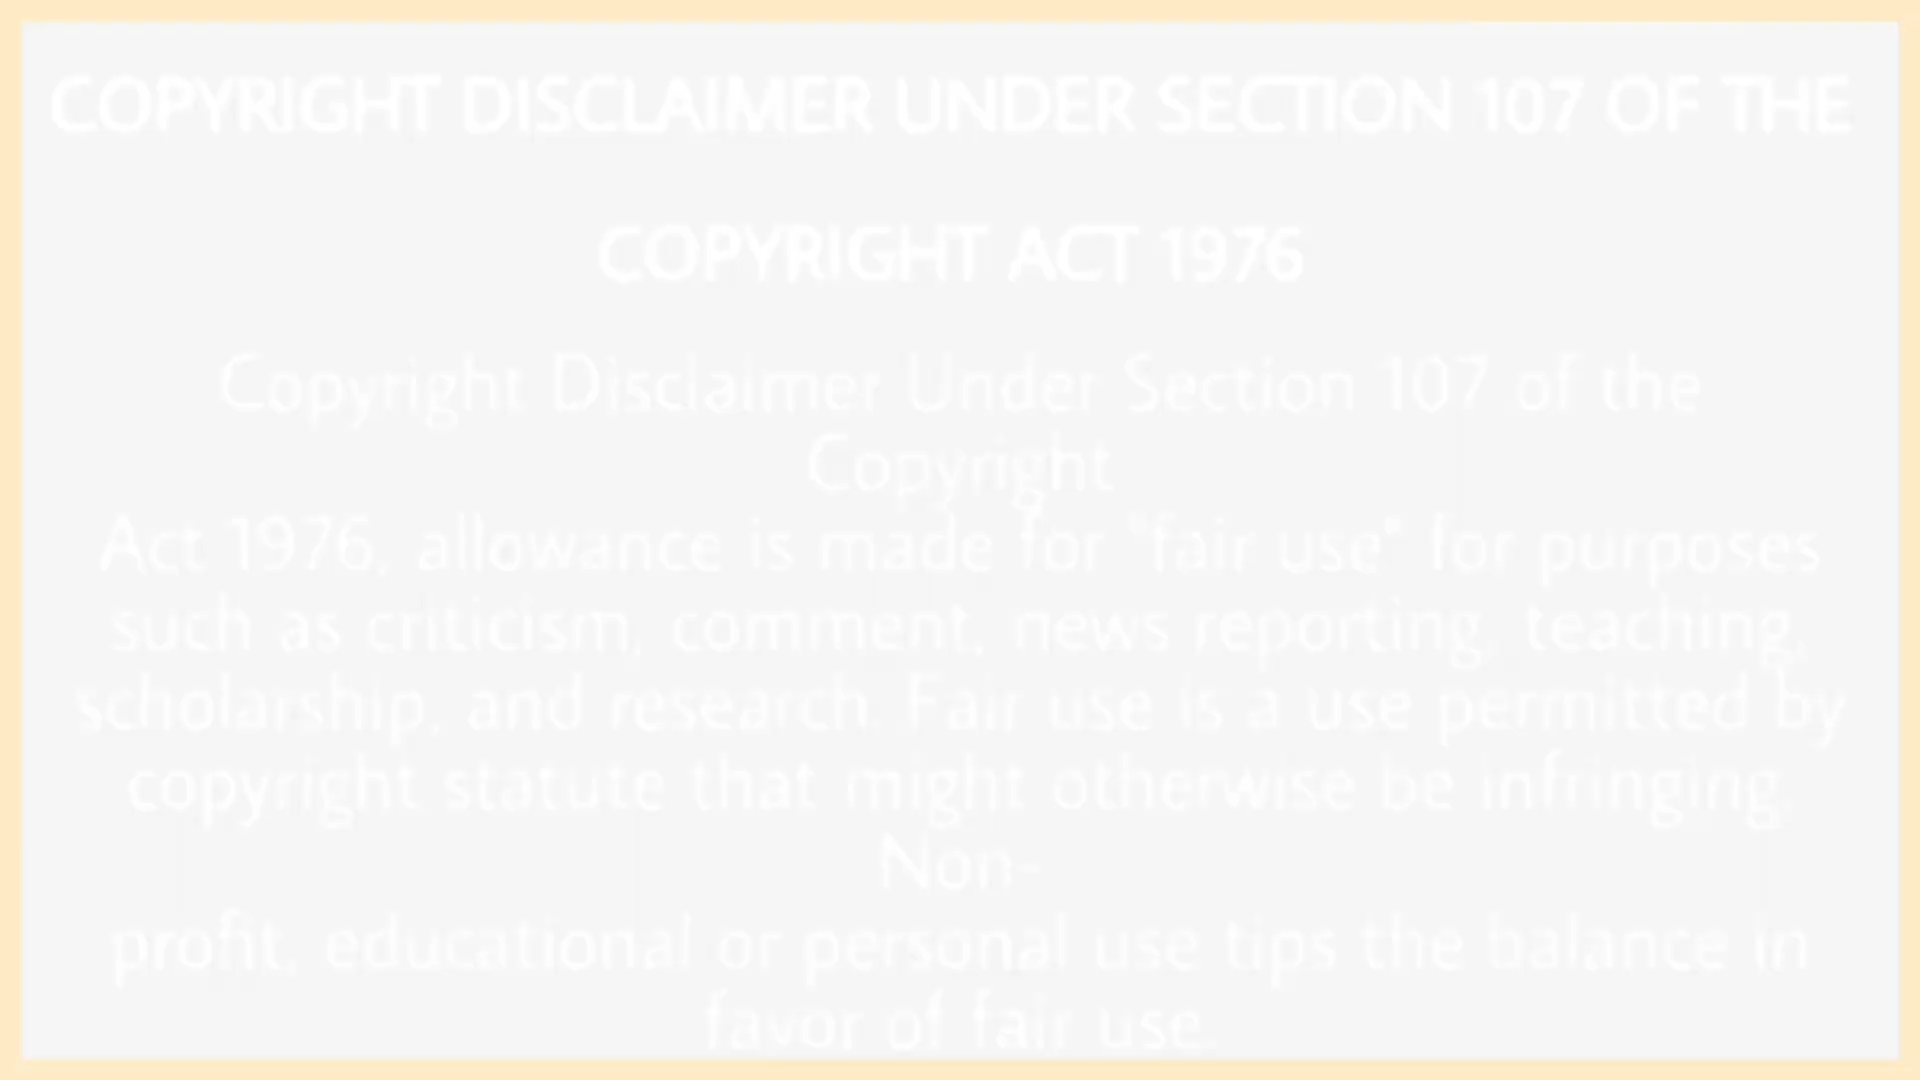 COPYRIGHT DISCLAIMER UNDER SECTION 107 OF THE
COPYRIGHT ACT 1976
Copyright Disclaimer Under Section 107 of the
Copyright
Act 1976, allowance is made for "fair use" for purposes
such as criticism, comment, news reporting, teaching,
scholarship, and research. Fair use is a use permitted by
copyright statute that might otherwise be infringing.
Non-
profit, educational or personal use tips the balance in
favor of fair use.